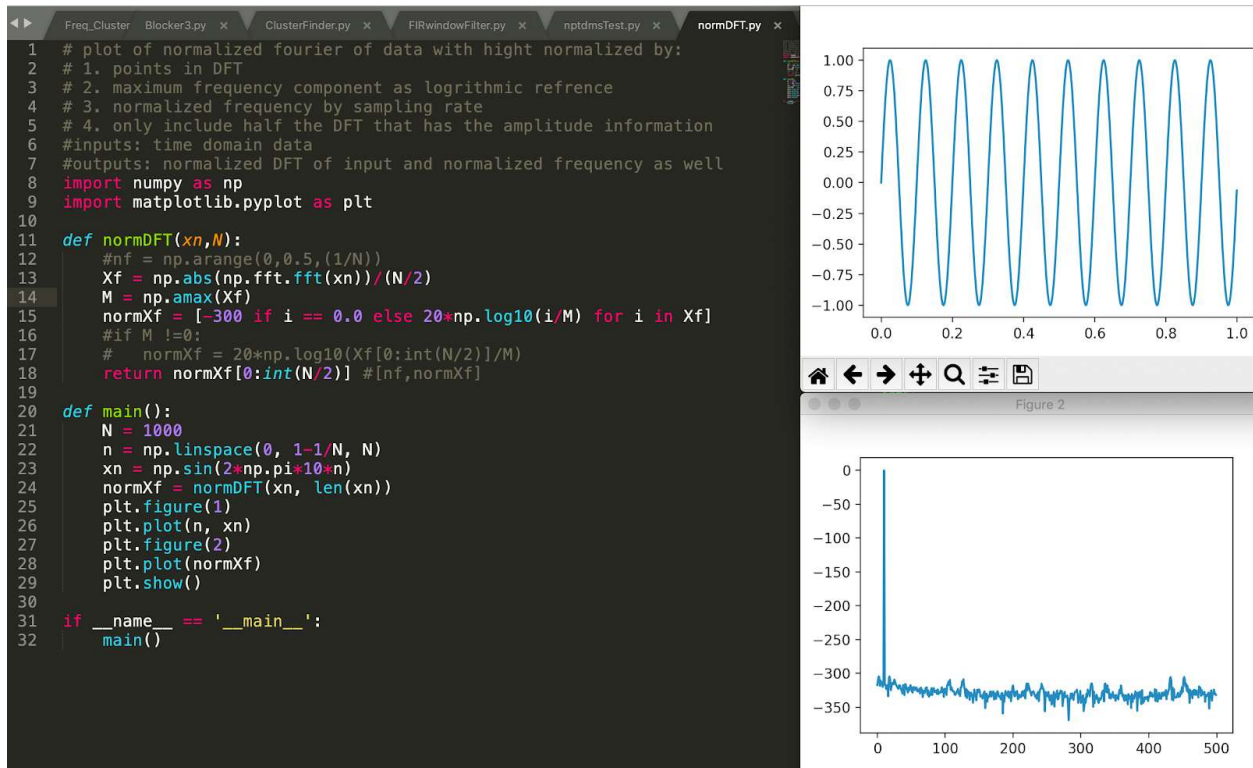 Freq_Cluster Blocker3.py × ClusterFinder.py × FIRwindowFilter.py × nptdmsTest.py × normDFT.py ×
1 # plot of normalized fourier of data with hight normalized by:
2 # 1. points in DFT
3 # 2. maximum frequency component as logrithmic refrence
4 # 3. normalized frequency by sampling rate
5 # 4. only include half the DFT that has the amplitude information
6 #inputs: time domain data
7 #outputs: normalized DFT of input and normalized frequency as well
8 import numpy as np
9 import matplotlib.pyplot as plt
10
11 def normDFT(xn,N):
12     #nf = np.arange(0,0.5,(1/N))
13     Xf = np.abs(np.fft.fft(xn))/(N/2)
14     M = np.amax(Xf)
15     normXf = [-300 if i == 0.0 else 20*np.log10(i/M) for i in Xf]
16     #if M !=0:
17     #   normXf = 20*np.log10(Xf[0:int(N/2)]/M)
18     return normXf[0:int(N/2)] #[nf,normXf]
19
20 def main():
21     N = 1000
22     n = np.linspace(0, 1-1/N, N)
23     xn = np.sin(2*np.pi*10*n)
24     normXf = normDFT(xn, len(xn))
25     plt.figure(1)
26     plt.plot(n, xn)
27     plt.figure(2)
28     plt.plot(normXf)
29     plt.show()
30
31 if __name__ == '__main__':
32     main()
1.00
0.75
0.50
0.25
0.00
−0.25
−0.50
−0.75
−1.00
0.0 0.2 0.4 0.6 0.8 1.0
Figure 2
0
−50
−100
−150
−200
−250
−300
−350
0 100 200 300 400 500